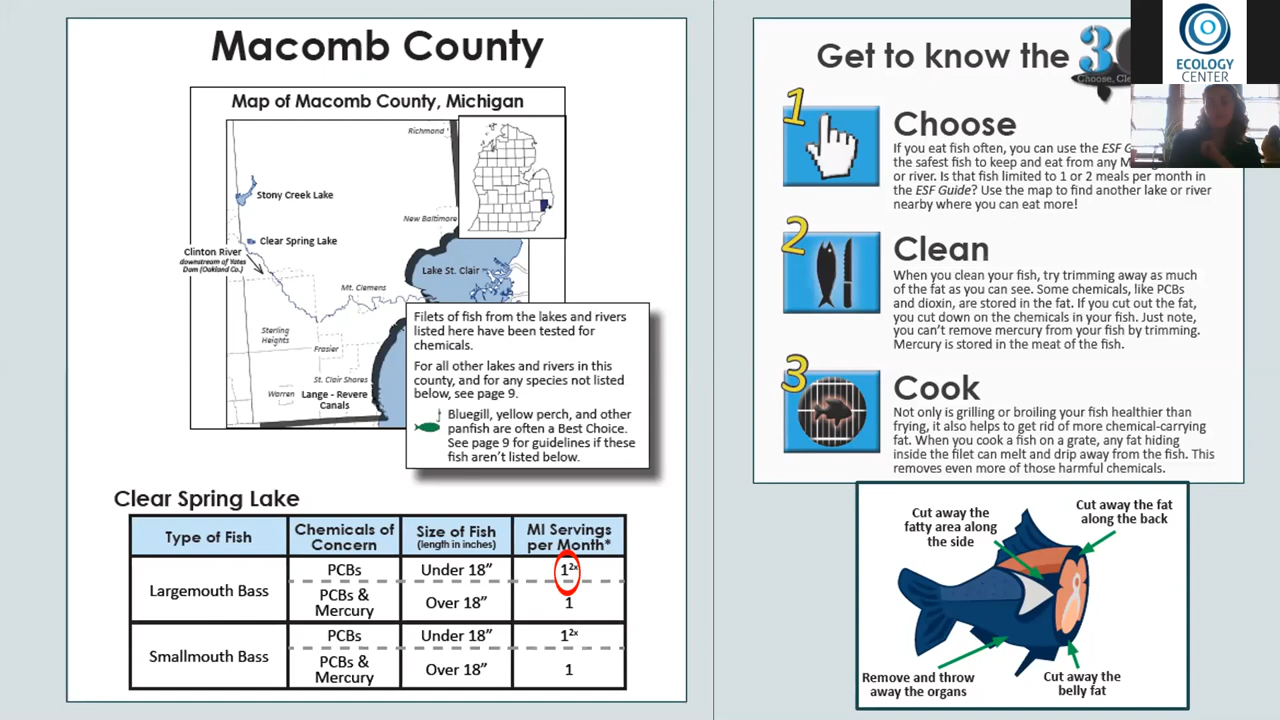 Macomb County
Map of Macomb County, Michigan
Richmond
Stony Creek Lake
New Baltimore
Clear Spring Lake
Clinton River
downstream of Yates
Dam (Oakland Co.)
Lake St. Clair
Mt. Clemens
Sterling
Heights
Frasier
St. Clair Shores
Warren
Lange - Revere
Canals
Filets of fish from the lakes and rivers
listed here have been tested for
chemicals.
For all other lakes and rivers in this
county, and for any species not listed
below, see page 9.
Bluegill, yellow perch, and other
panfish are often a Best Choice.
See page 9 for guidelines if these
fish aren't listed below.
Clear Spring Lake
Type of Fish
Chemicals of
Concern
Size of Fish
(length in inches)
MI Servings
per Month*
Largemouth Bass
PCBs
Under 18"
1 2x
PCBs &
Mercury
Over 18"
1
Smallmouth Bass
PCBs
Under 18"
1 2x
PCBs &
Mercury
Over 18"
1
Get to know the 3
Choose, Cle
ECOLOGY
CENTER
1
Choose
If you eat fish often, you can use the ESF
the safest fish to keep and eat from any
or river. Is that fish limited to 1 or 2 meals per month in
the ESF Guide? Use the map to find another lake or river
nearby where you can eat more!
2
Clean
When you clean your fish, try trimming away as much
of the fat as you can see. Some chemicals, like PCBs
and dioxin, are stored in the fat. If you cut out the fat,
you cut down on the chemicals in your fish. Just note,
you can't remove mercury from your fish by trimming.
Mercury is stored in the meat of the fish.
3
Cook
Not only is grilling or broiling your fish healthier than
frying, it also helps to get rid of more chemical-carrying
fat. When you cook a fish on a grate, any fat hiding
inside the filet can melt and drip away from the fish. This
removes even more of those harmful chemicals.
Cut away the
fatty area along
the side
Cut away the fat
along the back
Remove and throw
away the organs
Cut away the
belly fat